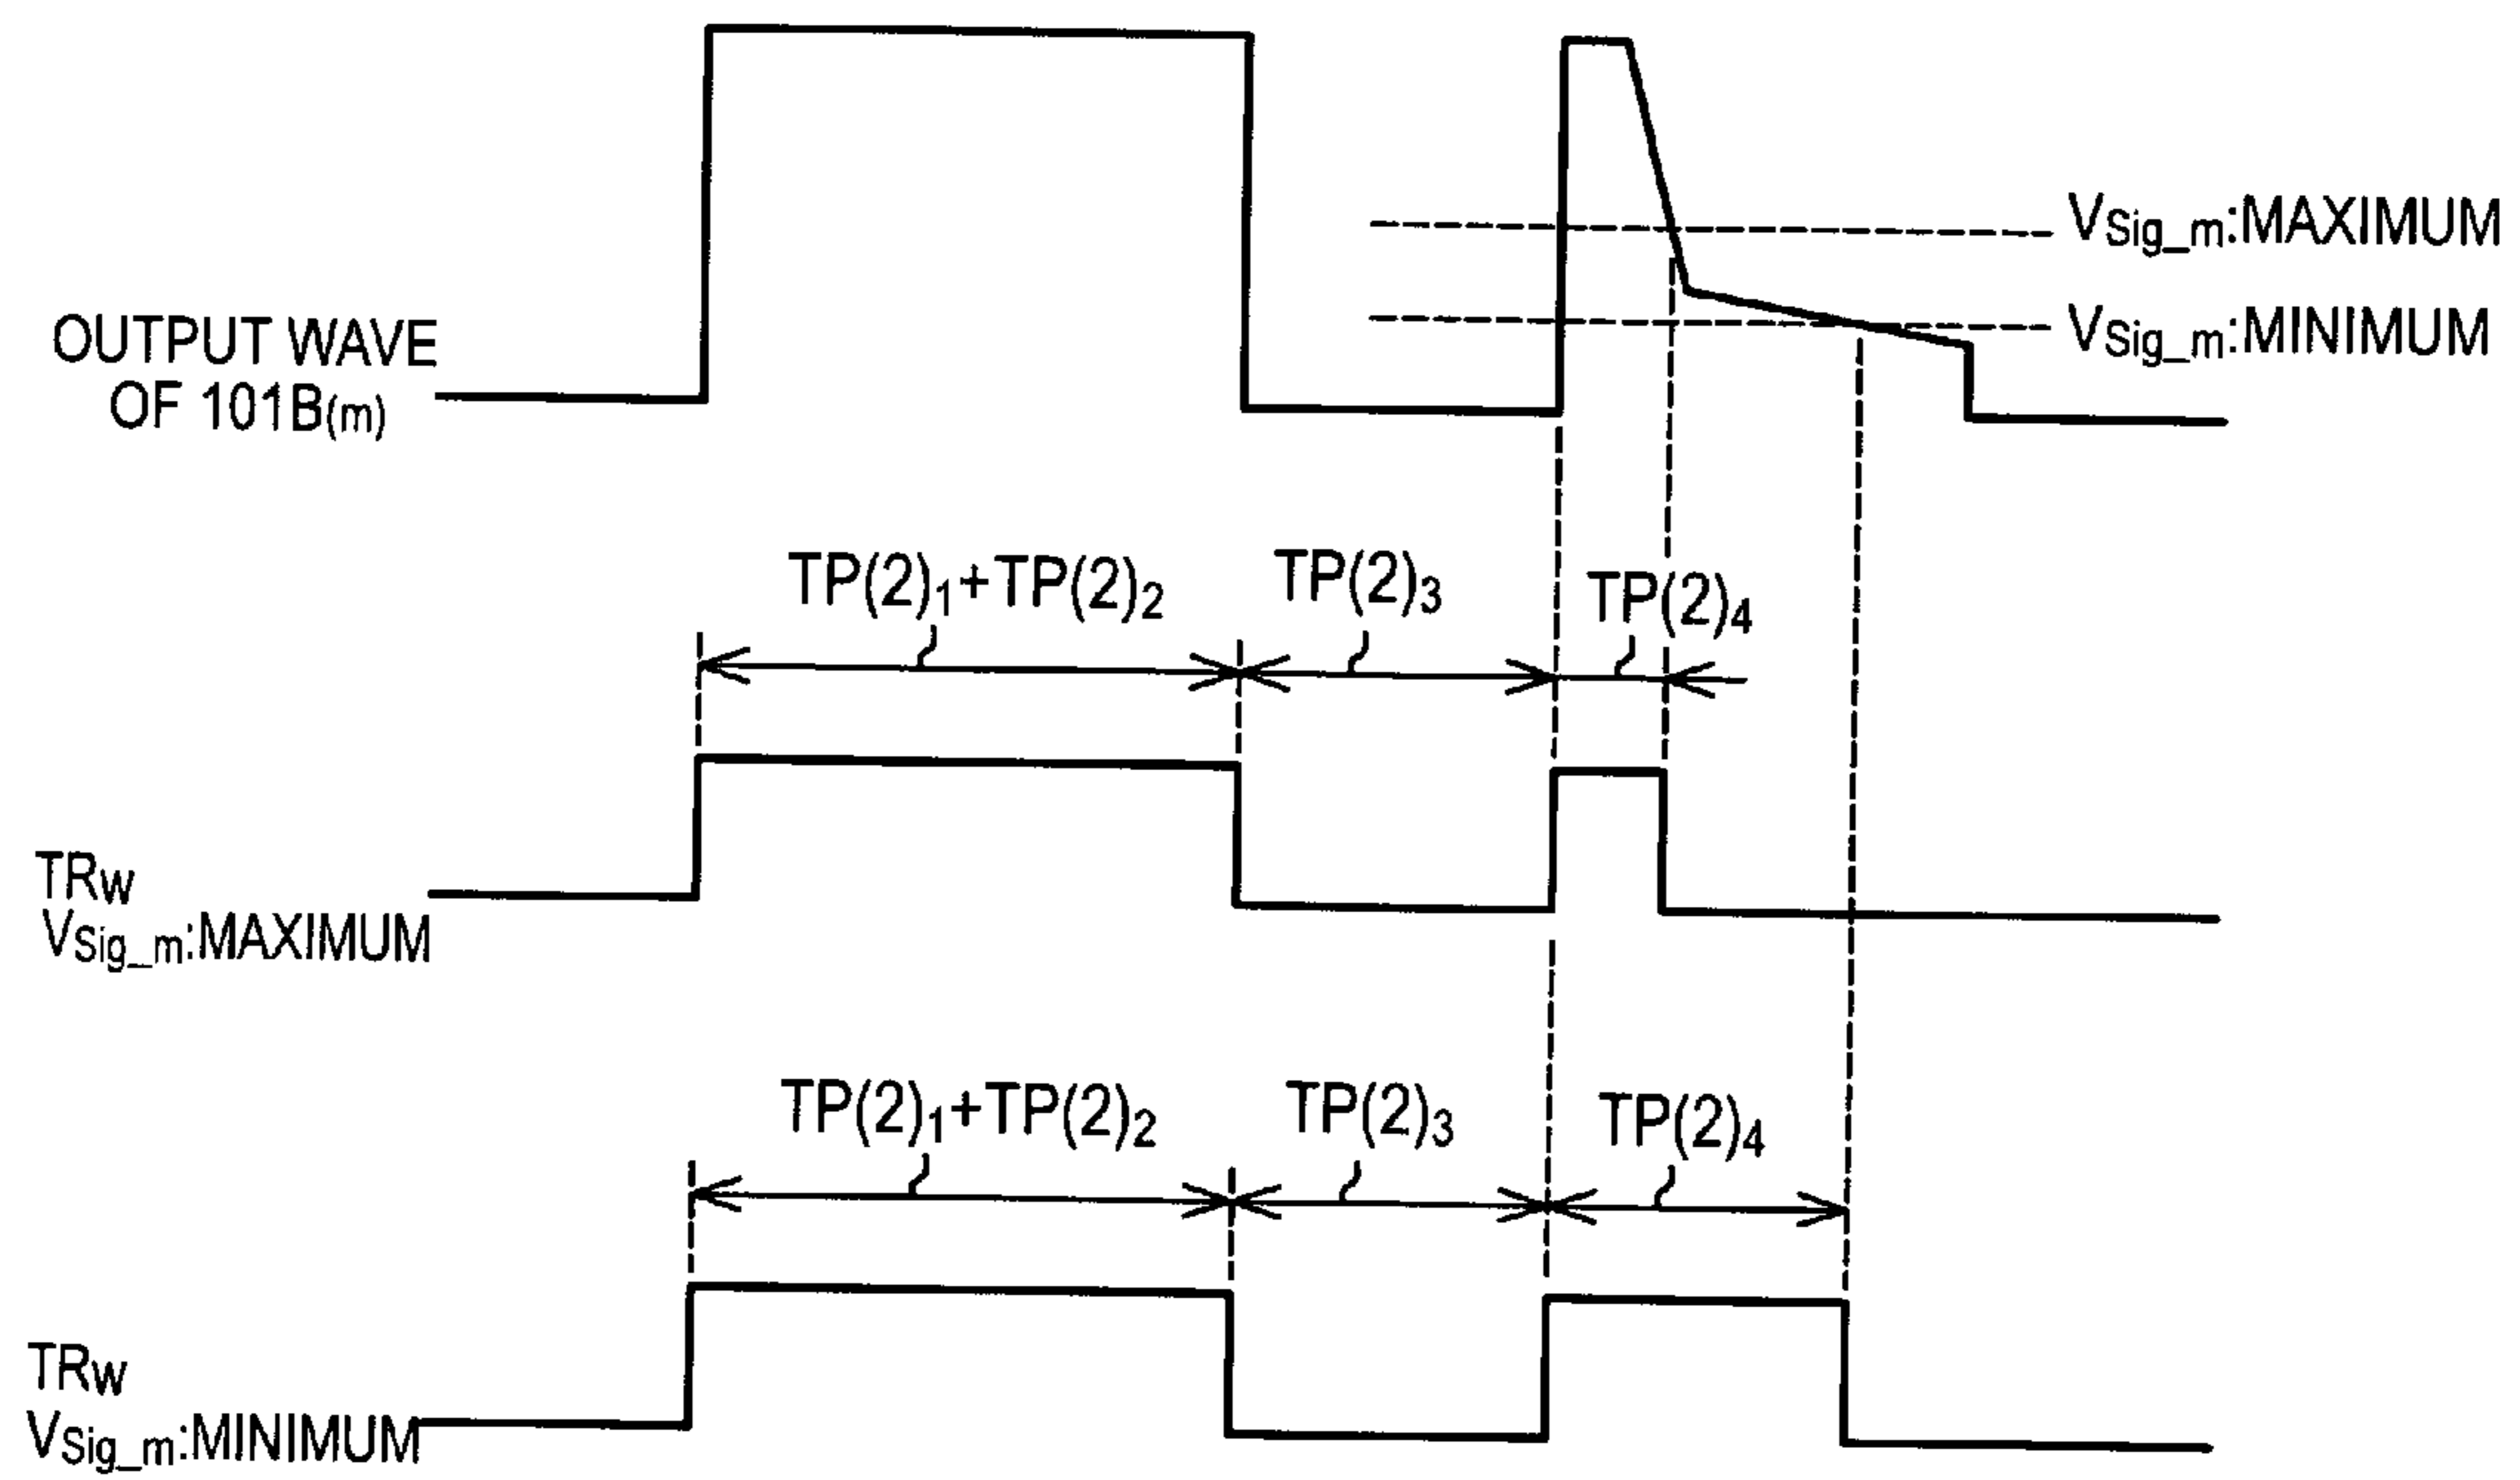 VSig_m:MAXIMUM
VSig_m:MINIMUM
OUTPUT WAVE
OF 101B(m)
TP(2)1+TP(2)2
TP(2)3
TP(2)4
TRW
VSig_m:MAXIMUM
TP(2)1+TP(2)2
TP(2)3
TP(2)4
TRW
VSig_m:MINIMUM